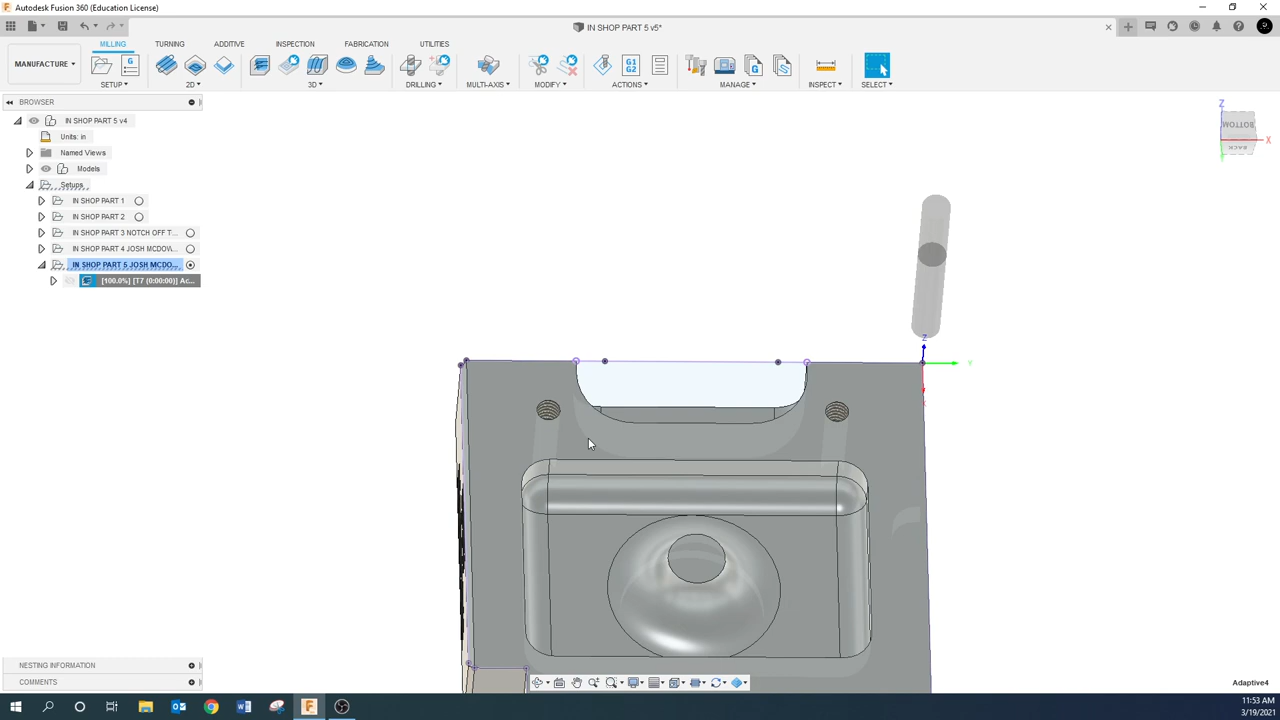 Autodesk Fusion 360 (Education License)
IN SHOP PART 5 v5*
MILLING TURNING ADDITIVE INSPECTION FABRICATION UTILITIES
MANUFACTURE
SETUP 2D 3D DRILLING MULTI-AXIS MODIFY ACTIONS MANAGE INSPECT SELECT
G1
G2
BROWSER
IN SHOP PART 5 v4
Units: in
Named Views
Models
Setups
IN SHOP PART 1
IN SHOP PART 2
IN SHOP PART 3 NOTCH OFF T...
IN SHOP PART 4 JOSH MCDOW...
IN SHOP PART 5 JOSH MCDO...
[100.0%] [T7 (0:00:00)] Ac...
Z
BOTTOM
X
BACK
Z
Y
NESTING INFORMATION
COMMENTS
Adaptive4
11:53 AM
3/19/2021